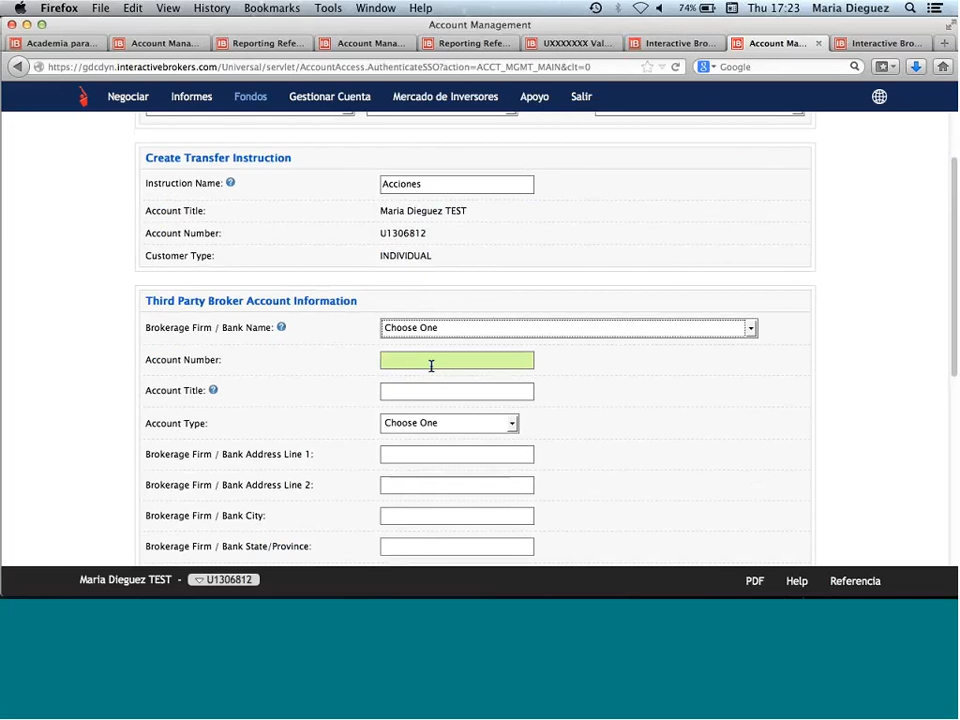 Firefox File Edit View History Bookmarks Tools Window Help 74% Thu 17:23 Maria Dieguez
Account Management
Academia para... Account Mana... Reporting Refe... Account Mana... Reporting Refe... UXXXXXXX Val... Interactive Bro... Account Ma... Interactive Bro...
https://gdcdyn.interactivebrokers.com/Universal/servlet/AccountAccess.AuthenticateSSO?action=ACCT_MGMT_MAIN&clt=0 Google
Negociar Informes Fondos Gestionar Cuenta Mercado de Inversores Apoyo Salir
Create Transfer Instruction
Instruction Name: Acciones
Account Title: Maria Dieguez TEST
Account Number: U1306812
Customer Type: INDIVIDUAL
Third Party Broker Account Information
Brokerage Firm / Bank Name: Choose One
Account Number:
Account Title:
Account Type: Choose One
Brokerage Firm / Bank Address Line 1:
Brokerage Firm / Bank Address Line 2:
Brokerage Firm / Bank City:
Brokerage Firm / Bank State/Province:
Maria Dieguez TEST - U1306812 PDF Help Referencia